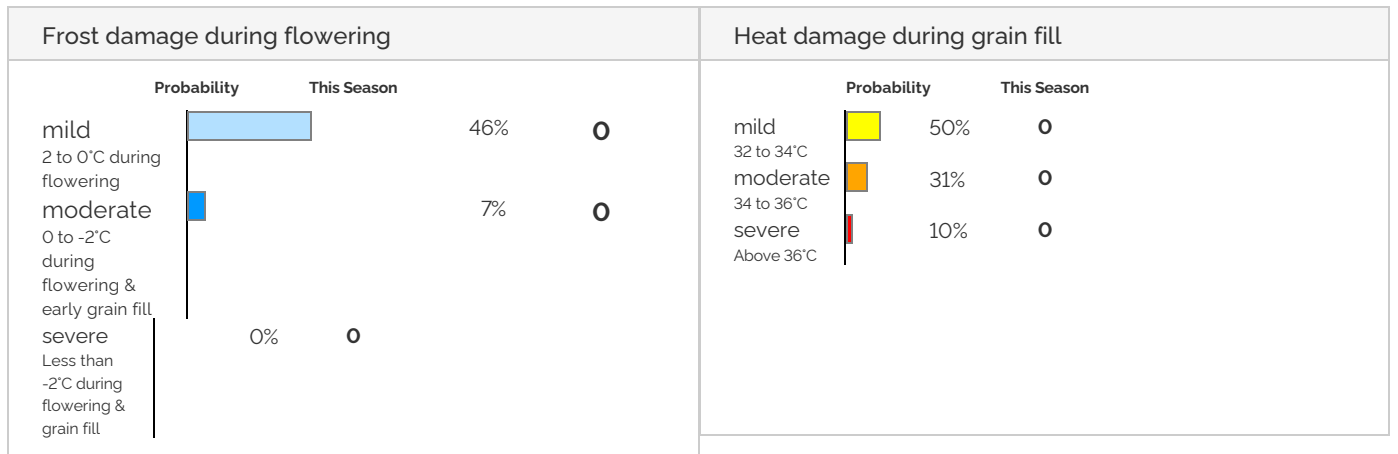 Frost damage during flowering
Probability This Season
mild 46% 0
2 to 0°C during
flowering
moderate 7% 0
0 to -2°C
during
flowering &
early grain fill
severe 0% 0
Less than
-2°C during
flowering &
grain fill
Heat damage during grain fill
Probability This Season
mild 50% 0
32 to 34°C
moderate 31% 0
34 to 36°C
severe 10% 0
Above 36°C